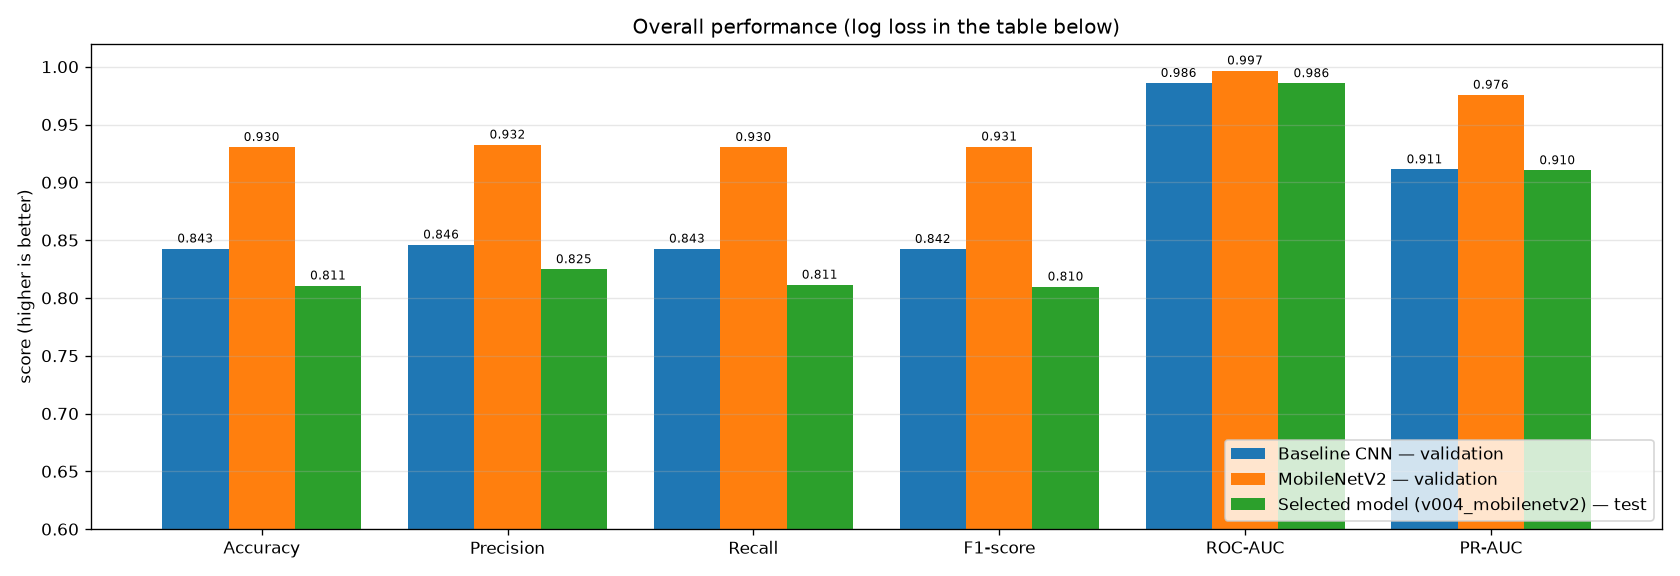 Overall performance (log loss in the table below)
score (higher is better)
1.00
0.95
0.90
0.85
0.80
0.75
0.70
0.65
0.60
0.843 0.930 0.811
0.846 0.932 0.825
0.843 0.930 0.811
0.842 0.931 0.810
0.986 0.997 0.986
0.911 0.976 0.910
Baseline CNN — validation
MobileNetV2 — validation
Selected model (v004_mobilenetv2) — test
Accuracy Precision Recall F1-score ROC-AUC PR-AUC